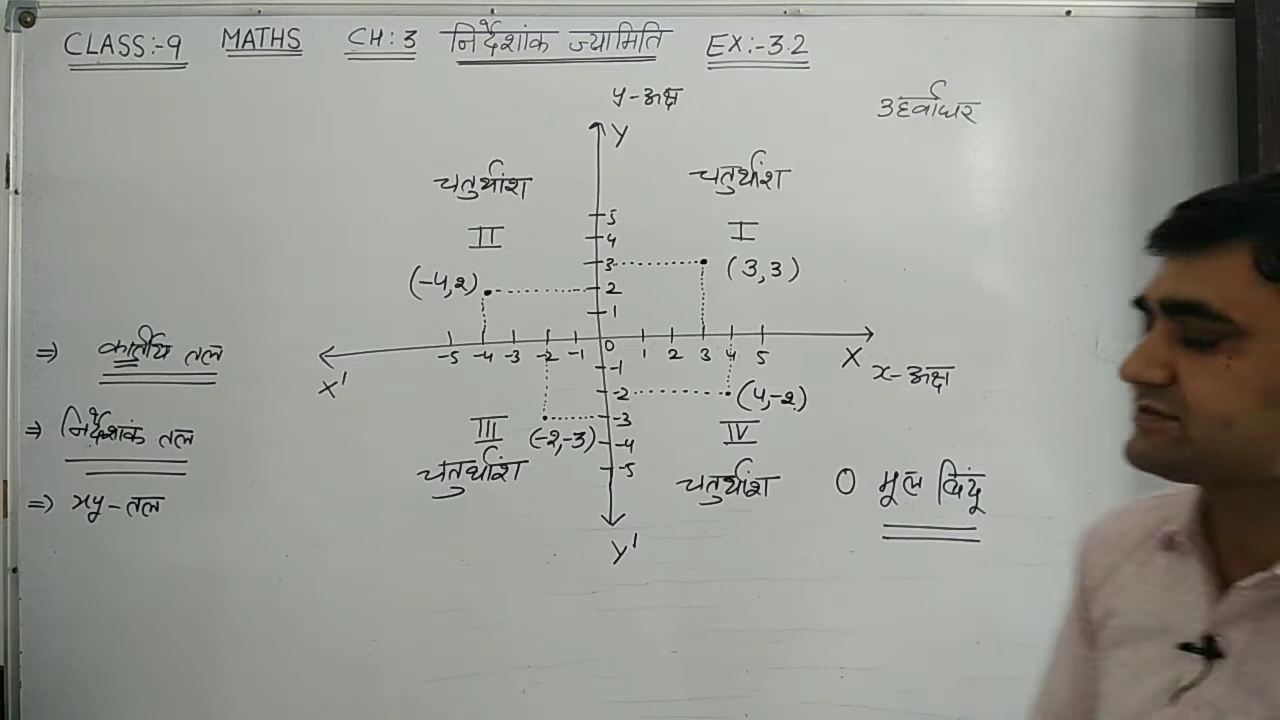 CLASS:-9 MATHS CH:3 निर्देशांक ज्यामिति EX:-3.2
y-अक्ष
Y
चतुर्थांश
II
चतुर्थांश
I
5
4
3
2
1
(-4,2)
(3,3)
-5 -4 -3 -2 -1 0 1 2 3 4 5
X'
X
x-अक्ष
-1
-2
-3
-4
-5
(4,-2)
(-2,-3)
III
चतुर्थांश
IV
चतुर्थांश
Y'
⇒ कार्तीय तल
⇒ निर्देशांक तल
⇒ xy-तल
O मूल बिंदू